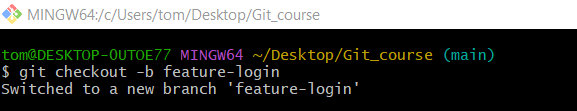 MINGW64:/c/Users/tom/Desktop/Git_course
tom@DESKTOP-OUTOE77 MINGW64 ~/Desktop/Git_course (main)
$ git checkout -b feature-login
Switched to a new branch 'feature-login'